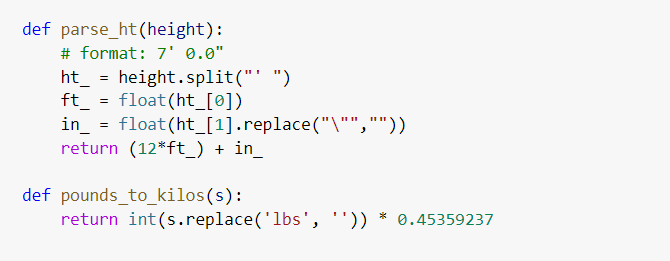 def parse_ht(height):
    # format: 7' 0.0"
    ht_ = height.split("' ")
    ft_ = float(ht_[0])
    in_ = float(ht_[1].replace("\"",""))
    return (12*ft_) + in_
def pounds_to_kilos(s):
    return int(s.replace('lbs', '')) * 0.45359237